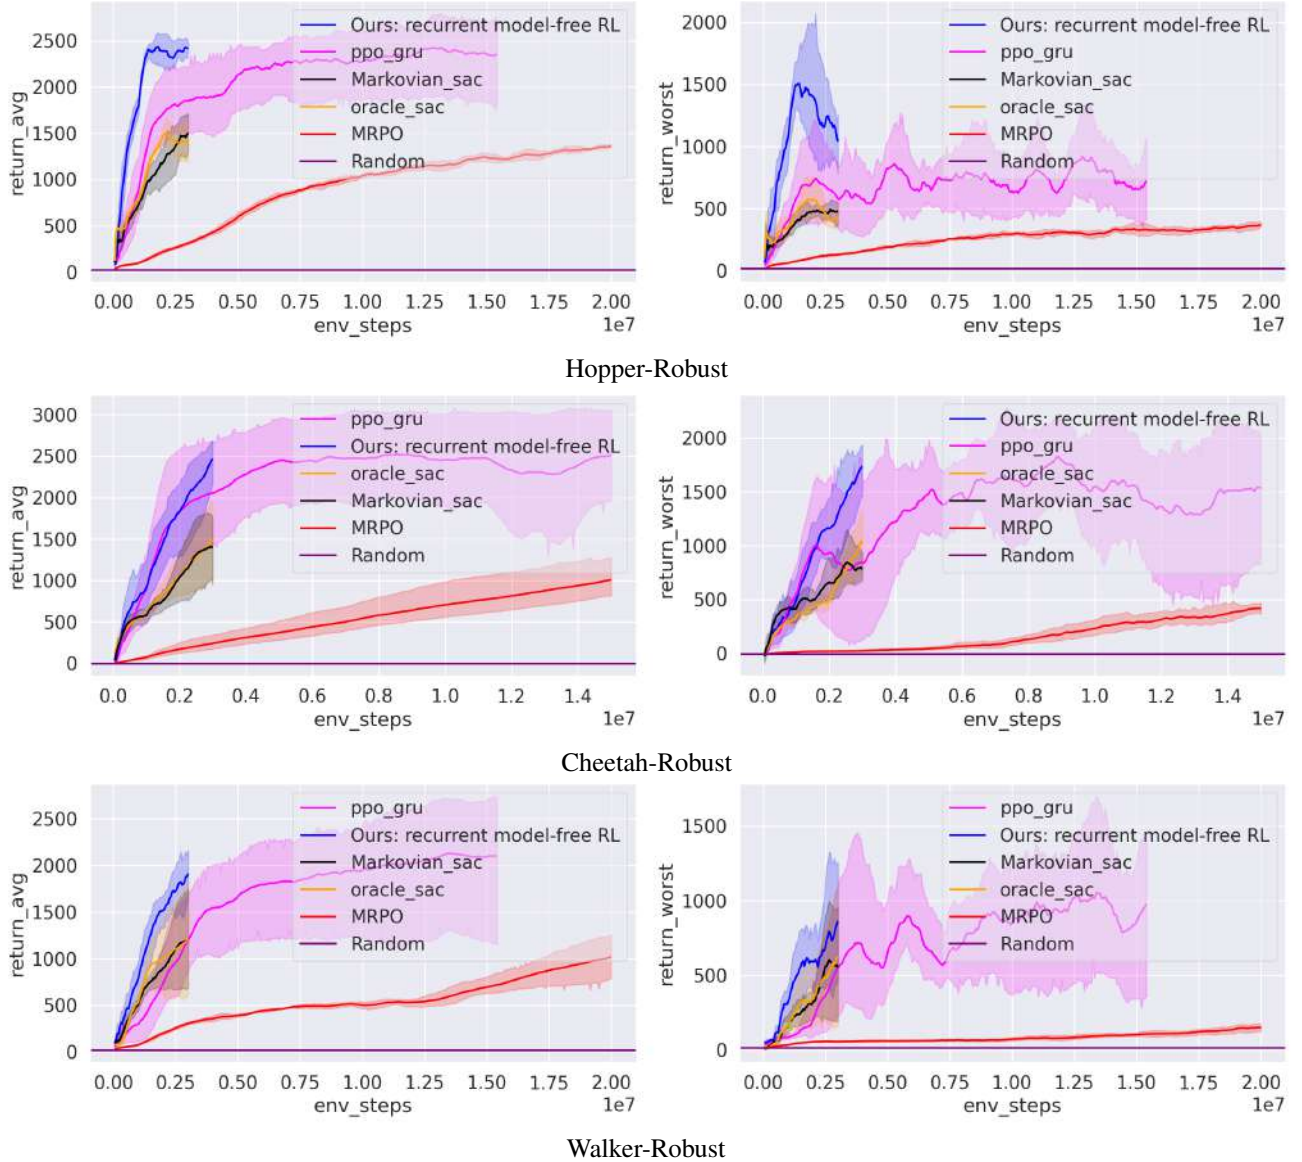 Ours: recurrent model-free RL
ppo_gru
Markovian_sac
oracle_sac
MRPO
Random
return_avg
2500
2000
1500
1000
500
0
0.00 0.25 0.50 0.75 1.00 1.25 1.50 1.75 2.00
env_steps
1e7
Ours: recurrent model-free RL
ppo_gru
Markovian_sac
oracle_sac
MRPO
Random
return_worst
2000
1500
1000
500
0
0.00 0.25 0.50 0.75 1.00 1.25 1.50 1.75 2.00
env_steps
1e7
Hopper-Robust
ppo_gru
Ours: recurrent model-free RL
oracle_sac
Markovian_sac
MRPO
Random
return_avg
3000
2500
2000
1500
1000
500
0
0.0 0.2 0.4 0.6 0.8 1.0 1.2 1.4
env_steps
1e7
Ours: recurrent model-free RL
ppo_gru
oracle_sac
Markovian_sac
MRPO
Random
return_worst
2000
1500
1000
500
0
0.0 0.2 0.4 0.6 0.8 1.0 1.2 1.4
env_steps
1e7
Cheetah-Robust
ppo_gru
Ours: recurrent model-free RL
Markovian_sac
oracle_sac
MRPO
Random
return_avg
2500
2000
1500
1000
500
0
0.00 0.25 0.50 0.75 1.00 1.25 1.50 1.75 2.00
env_steps
1e7
ppo_gru
Ours: recurrent model-free RL
Markovian_sac
oracle_sac
MRPO
Random
return_worst
1500
1000
500
0
0.00 0.25 0.50 0.75 1.00 1.25 1.50 1.75 2.00
env_steps
1e7
Walker-Robust